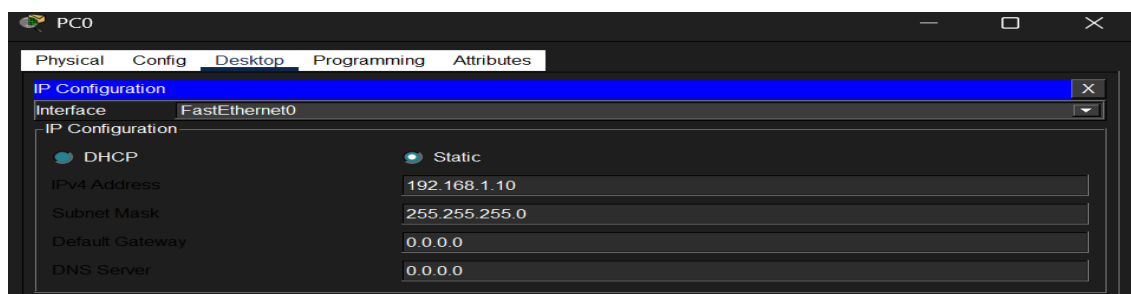 PC0
Physical Config Desktop Programming Attributes
IP Configuration X
Interface FastEthernet0
IP Configuration
DHCP Static
IPv4 Address 192.168.1.10
Subnet Mask 255.255.255.0
Default Gateway 0.0.0.0
DNS Server 0.0.0.0